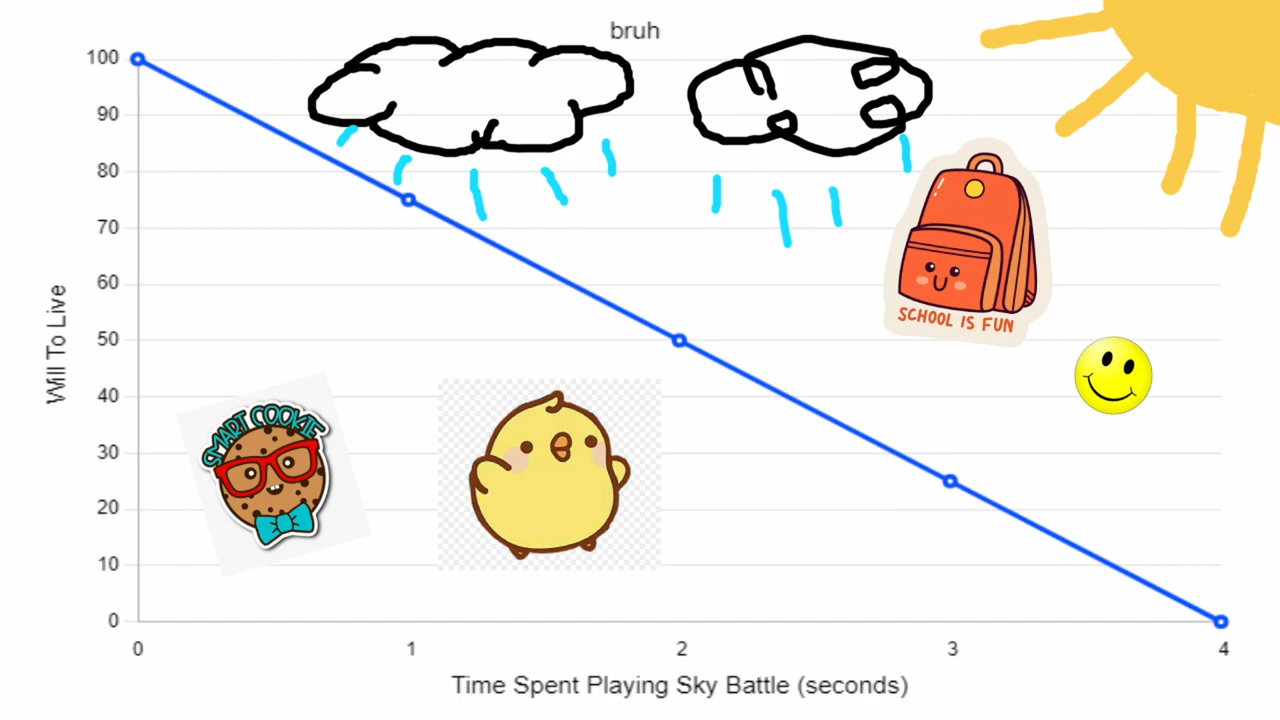 bruh
100
90
80
70
60
50
40
30
20
10
0
Will To Live
SCHOOL IS FUN
SMART COOKIE
0 1 2 3 4
Time Spent Playing Sky Battle (seconds)